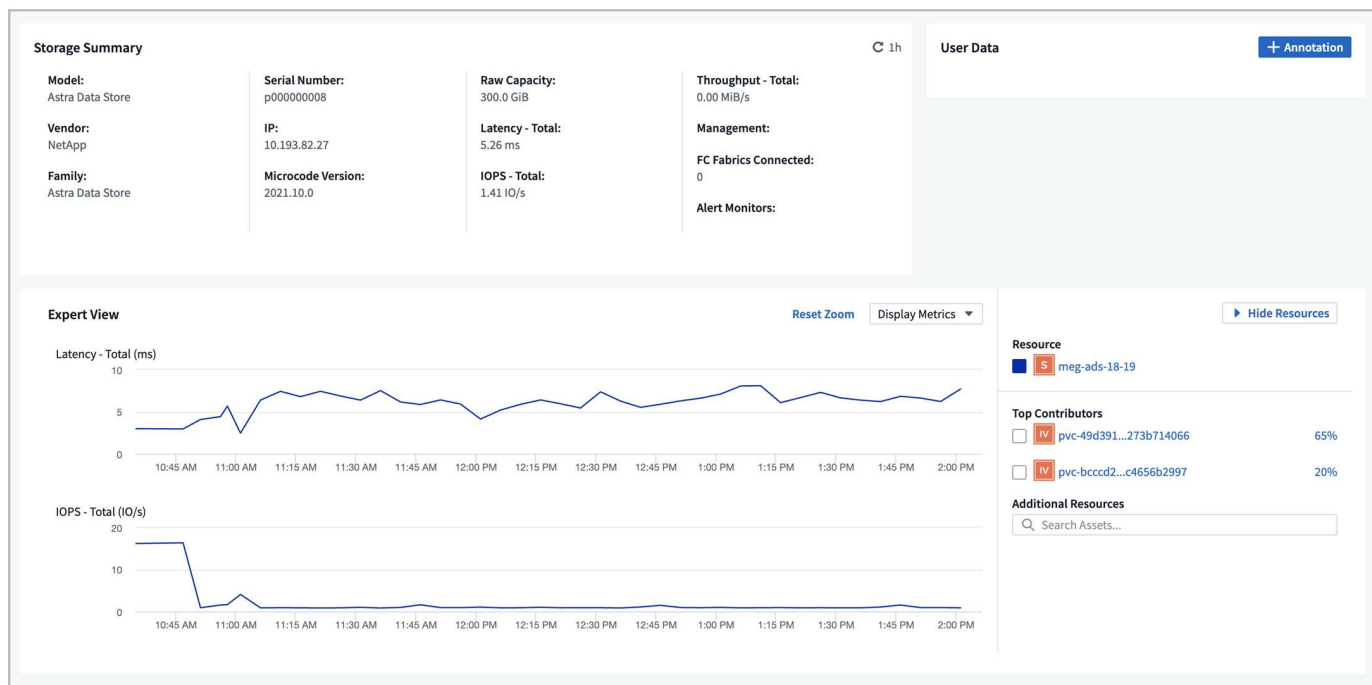 Storage Summary
1h
Model:
Astra Data Store
Vendor:
NetApp
Family:
Astra Data Store
Serial Number:
p000000008
IP:
10.193.82.27
Microcode Version:
2021.10.0
Raw Capacity:
300.0 GiB
Latency - Total:
5.26 ms
IOPS - Total:
1.41 IO/s
Throughput - Total:
0.00 MiB/s
Management:
FC Fabrics Connected:
0
Alert Monitors:
User Data
+ Annotation
Expert View
Reset Zoom
Display Metrics
Latency - Total (ms)
10
5
0
10:45 AM 11:00 AM 11:15 AM 11:30 AM 11:45 AM 12:00 PM 12:15 PM 12:30 PM 12:45 PM 1:00 PM 1:15 PM 1:30 PM 1:45 PM 2:00 PM
IOPS - Total (IO/s)
20
10
0
10:45 AM 11:00 AM 11:15 AM 11:30 AM 11:45 AM 12:00 PM 12:15 PM 12:30 PM 12:45 PM 1:00 PM 1:15 PM 1:30 PM 1:45 PM 2:00 PM
Hide Resources
Resource
S meg-ads-18-19
Top Contributors
IV pvc-49d391...273b714066 65%
IV pvc-bcccd2...c4656b2997 20%
Additional Resources
Search Assets...